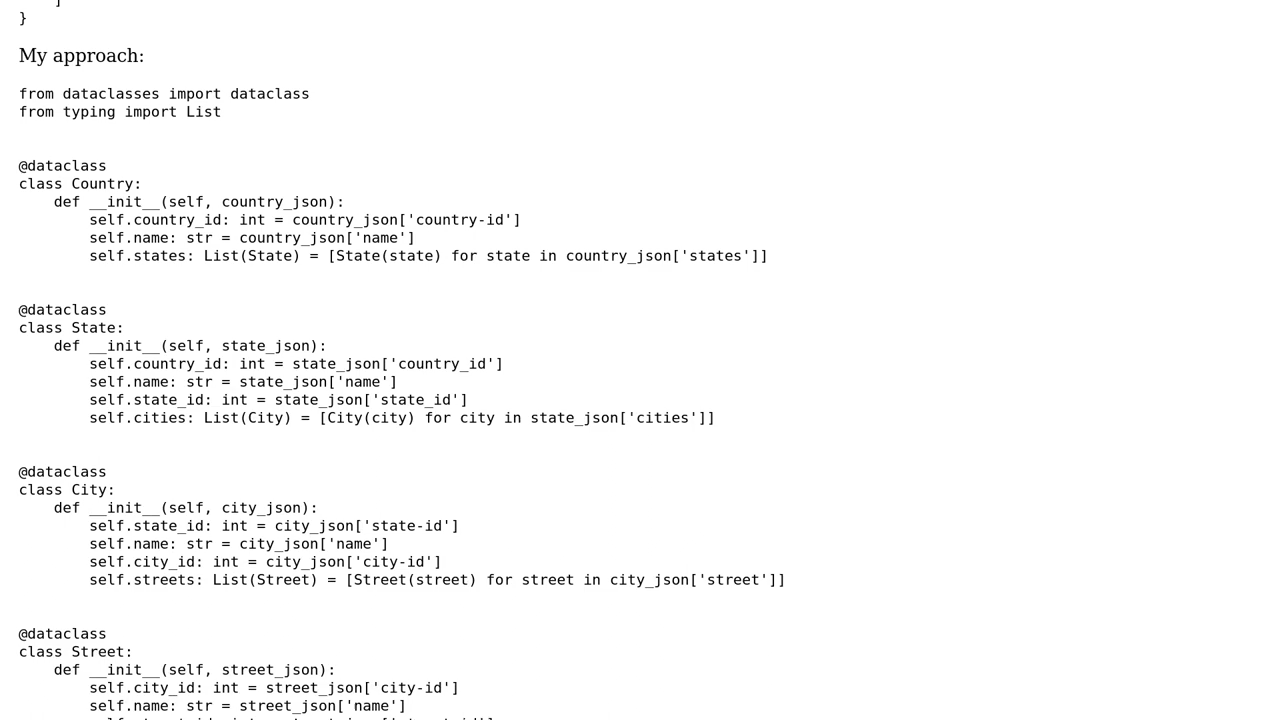 }
My approach:
from dataclasses import dataclass
from typing import List
@dataclass
class Country:
    def __init__(self, country_json):
        self.country_id: int = country_json['country-id']
        self.name: str = country_json['name']
        self.states: List(State) = [State(state) for state in country_json['states']]
@dataclass
class State:
    def __init__(self, state_json):
        self.country_id: int = state_json['country_id']
        self.name: str = state_json['name']
        self.state_id: int = state_json['state_id']
        self.cities: List(City) = [City(city) for city in state_json['cities']]
@dataclass
class City:
    def __init__(self, city_json):
        self.state_id: int = city_json['state-id']
        self.name: str = city_json['name']
        self.city_id: int = city_json['city-id']
        self.streets: List(Street) = [Street(street) for street in city_json['street']]
@dataclass
class Street:
    def __init__(self, street_json):
        self.city_id: int = street_json['city-id']
        self.name: str = street_json['name']